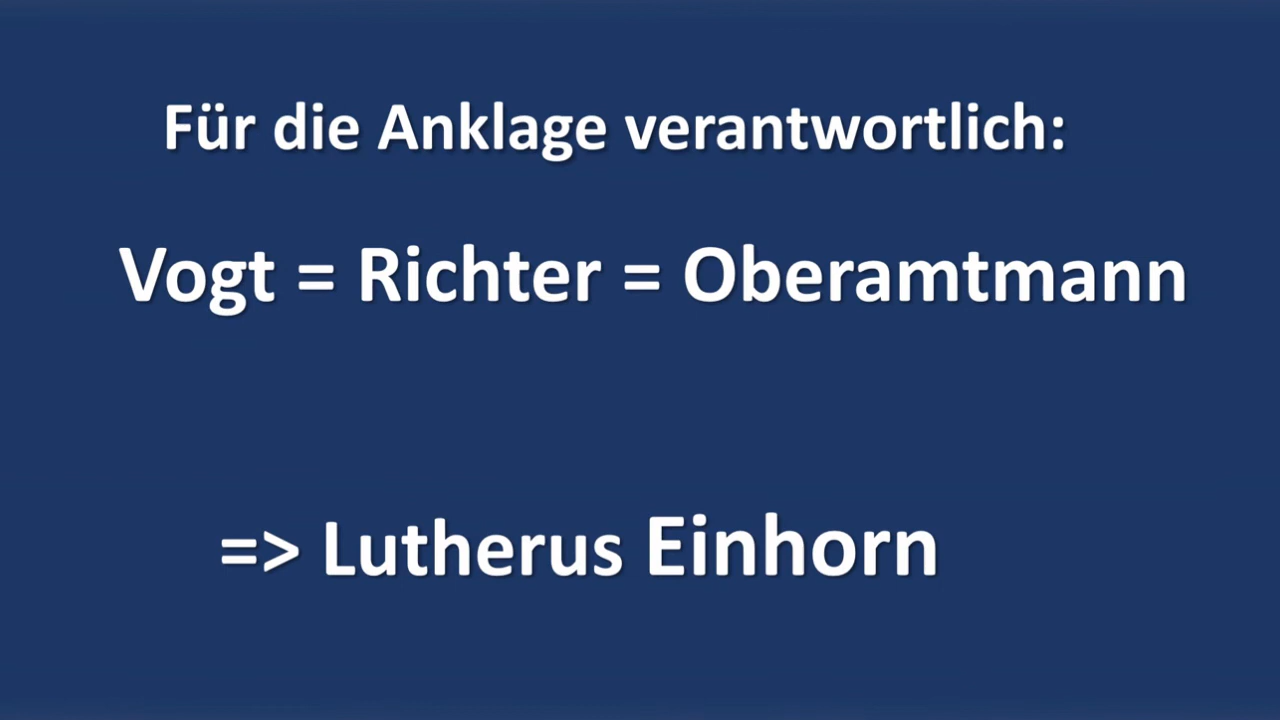 Für die Anklage verantwortlich:
Vogt = Richter = Oberamtmann
=> Lutherus Einhorn